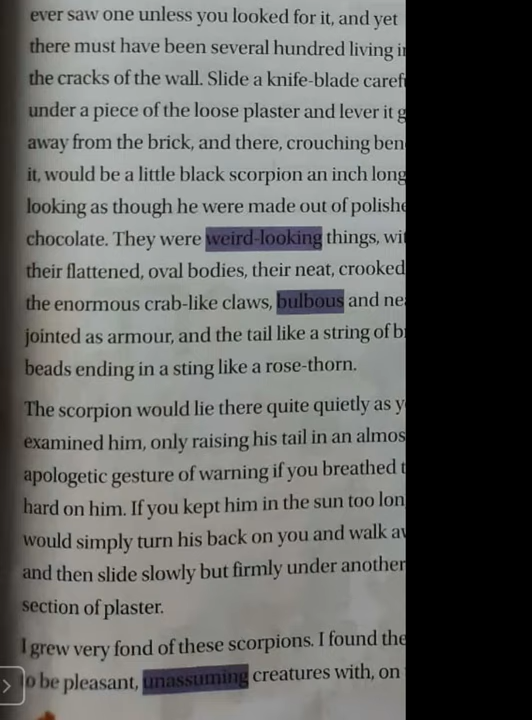 ever saw one unless you looked for it, and yet
there must have been several hundred living
the cracks of the wall. Slide a knife-blade
under a piece of the loose plaster and lever it
away from the brick, and there, crouching
it, would be a little black scorpion an inch long
looking as though he were made out of
chocolate. They were weird-looking things,
their flattened, oval bodies, their neat, crooked
the enormous crab-like claws, bulbous and
jointed as armour, and the tail like a string of
beads ending in a sting like a rose-thorn.
The scorpion would lie there quite quietly as
examined him, only raising his tail in an
apologetic gesture of warning if you breathed
hard on him. If you kept him in the sun too
would simply turn his back on you and walk
and then slide slowly but firmly under another
section of plaster.
I grew very fond of these scorpions. I found
to be pleasant, unassuming creatures with, on